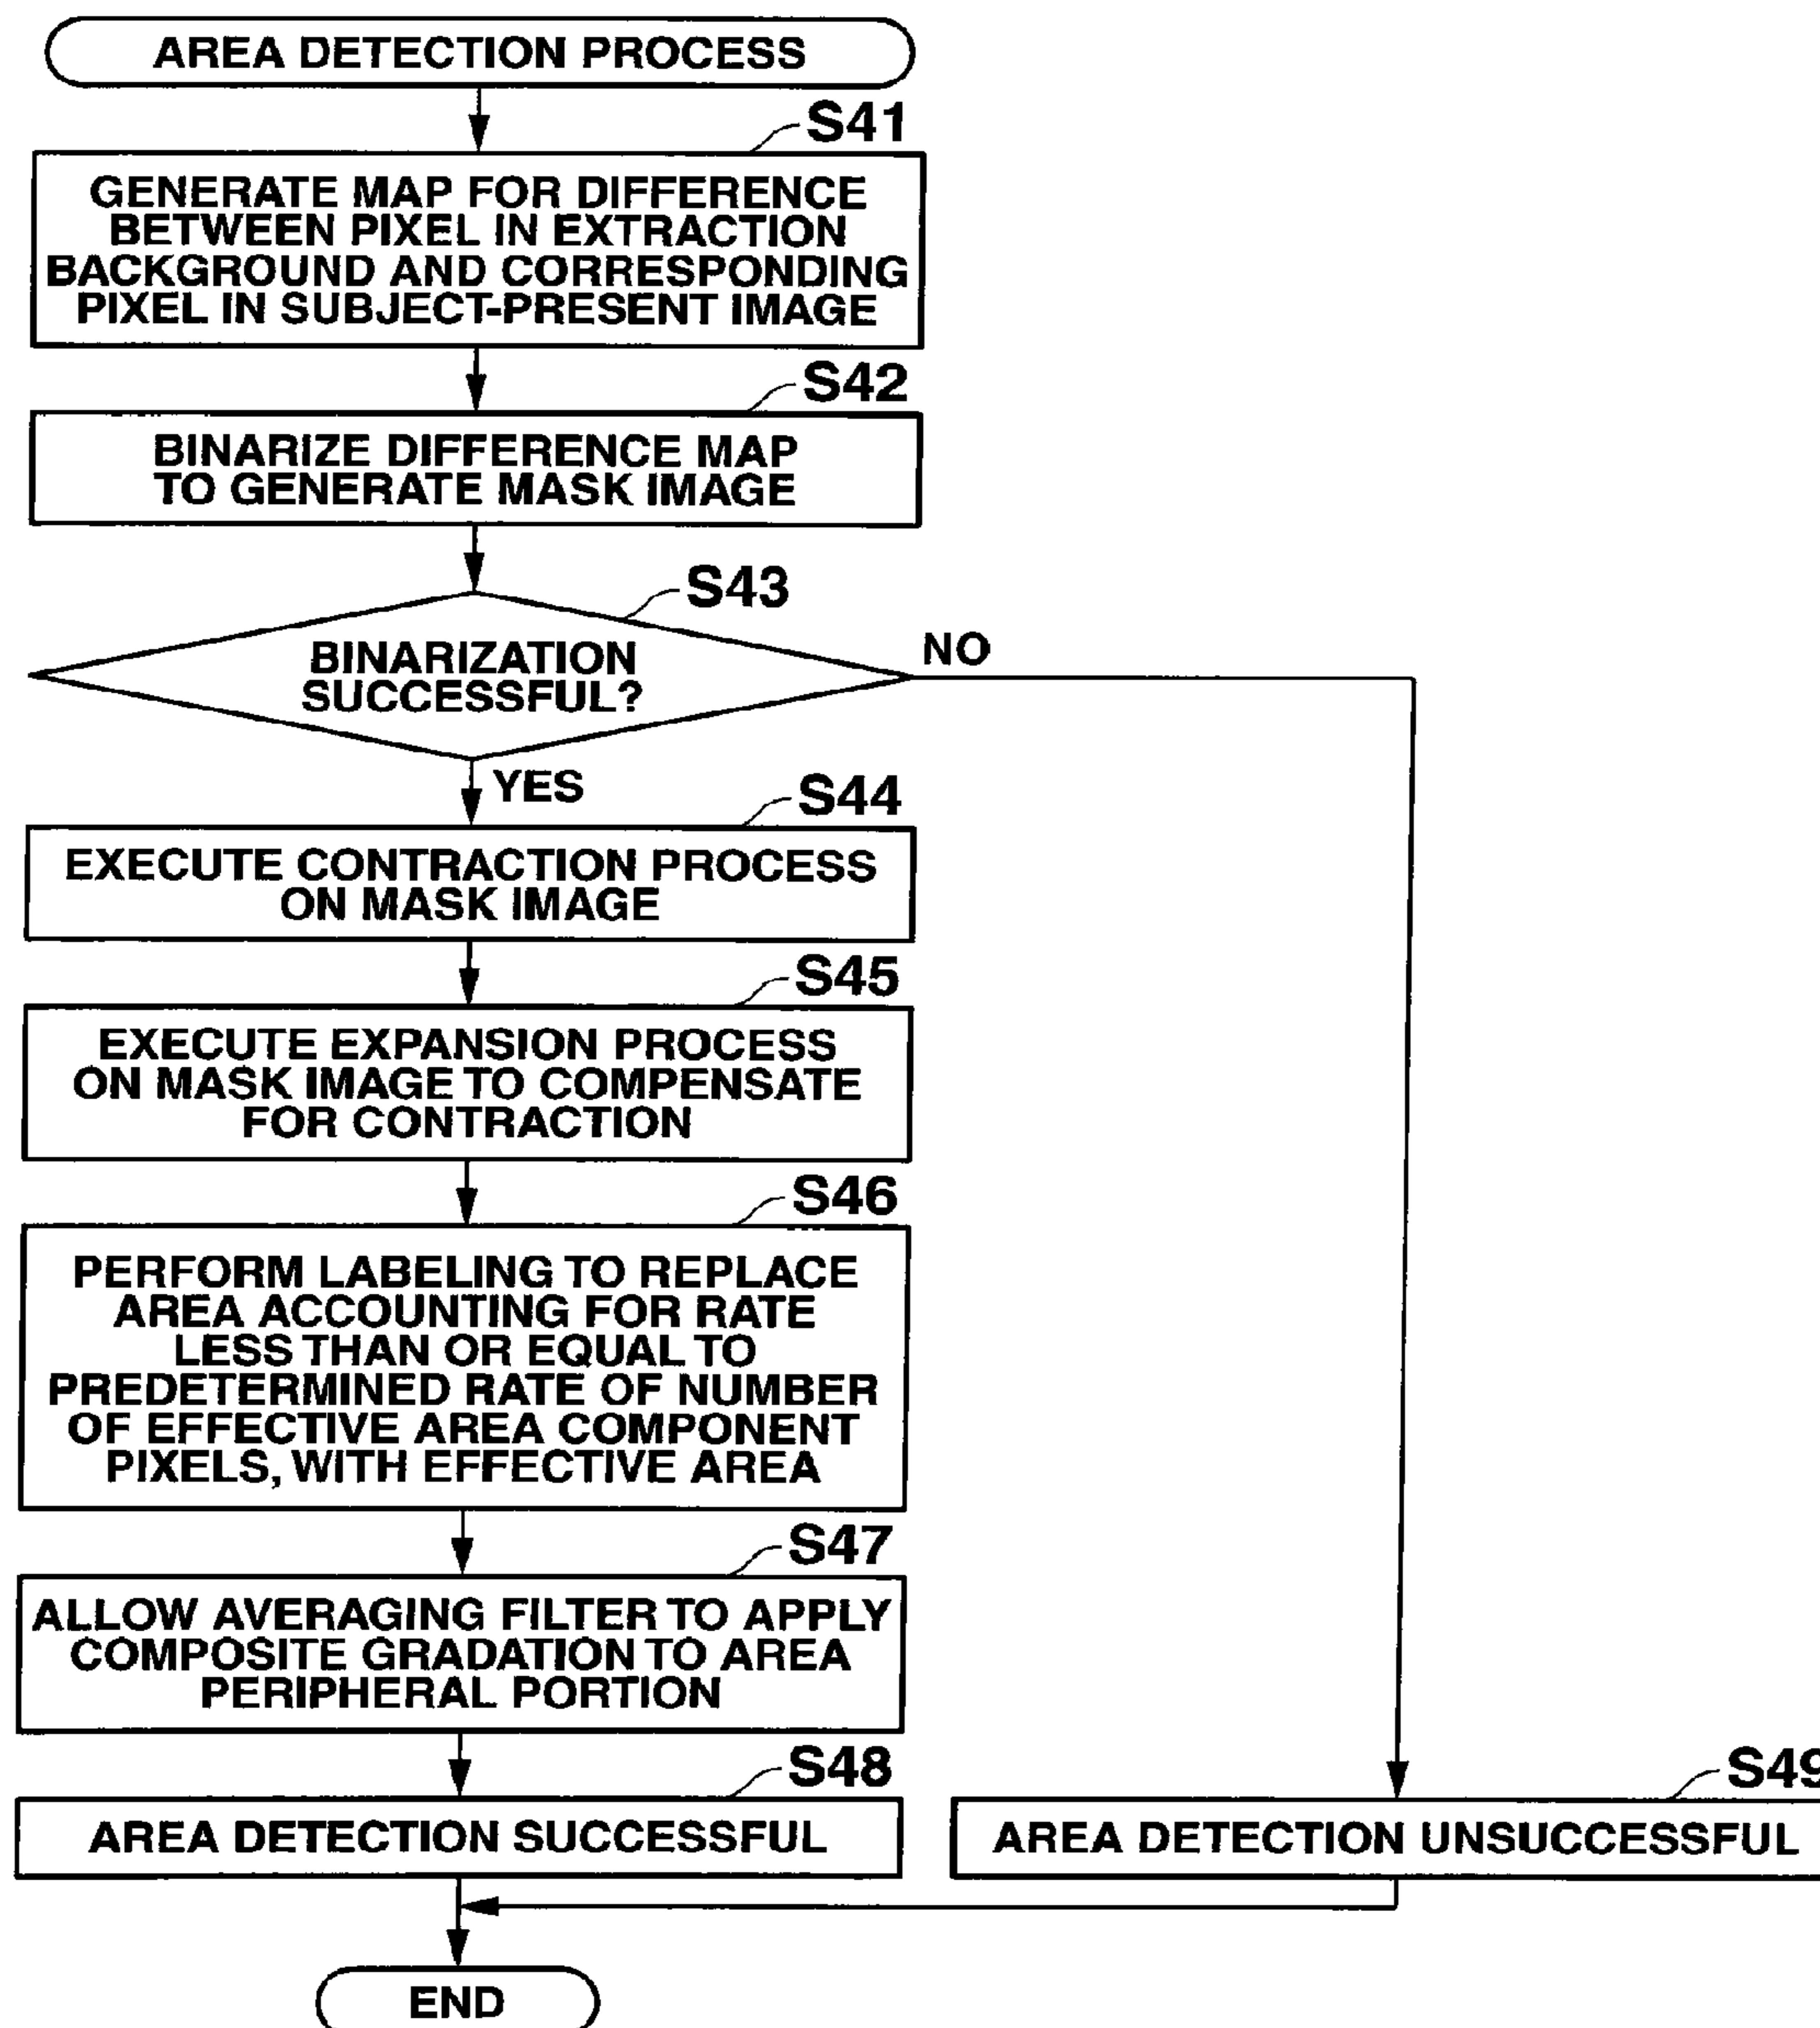 AREA DETECTION PROCESS
S41
GENERATE MAP FOR DIFFERENCE
BETWEEN PIXEL IN EXTRACTION
BACKGROUND AND CORRESPONDING
PIXEL IN SUBJECT-PRESENT IMAGE
S42
BINARIZE DIFFERENCE MAP
TO GENERATE MASK IMAGE
S43
BINARIZATION
SUCCESSFUL?
NO
YES
S44
EXECUTE CONTRACTION PROCESS
ON MASK IMAGE
S45
EXECUTE EXPANSION PROCESS
ON MASK IMAGE TO COMPENSATE
FOR CONTRACTION
S46
PERFORM LABELING TO REPLACE
AREA ACCOUNTING FOR RATE
LESS THAN OR EQUAL TO
PREDETERMINED RATE OF NUMBER
OF EFFECTIVE AREA COMPONENT
PIXELS, WITH EFFECTIVE AREA
S47
ALLOW AVERAGING FILTER TO APPLY
COMPOSITE GRADATION TO AREA
PERIPHERAL PORTION
S48
AREA DETECTION SUCCESSFUL
S49
AREA DETECTION UNSUCCESSFUL
END